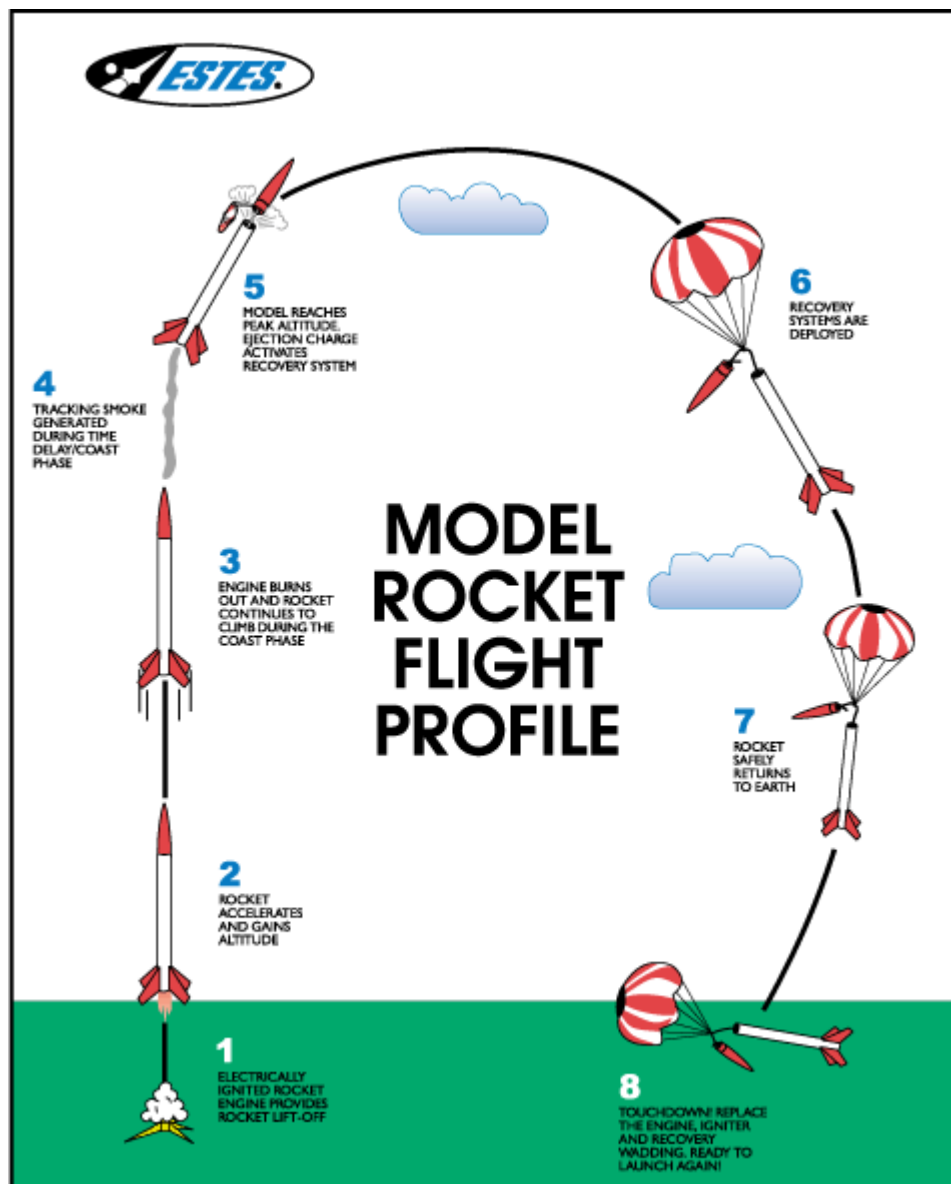 ESTES.
MODEL
ROCKET
FLIGHT
PROFILE
1
ELECTRICALLY
IGNITED ROCKET
ENGINE PROVIDES
ROCKET LIFT-OFF
2
ROCKET
ACCELERATES
AND GAINS
ALTITUDE
3
ENGINE BURNS
OUT AND ROCKET
CONTINUES TO
CLIMB DURING THE
COAST PHASE
4
TRACKING SMOKE
GENERATED
DURING TIME
DELAY/COAST
PHASE
5
MODEL REACHES
PEAK ALTITUDE.
EJECTION CHARGE
ACTIVATES
RECOVERY SYSTEM
6
RECOVERY
SYSTEMS ARE
DEPLOYED
7
ROCKET
SAFELY
RETURNS
TO EARTH
8
TOUCHDOWN! REPLACE
THE ENGINE, IGNITER
AND RECOVERY
WADDING. READY TO
LAUNCH AGAIN!